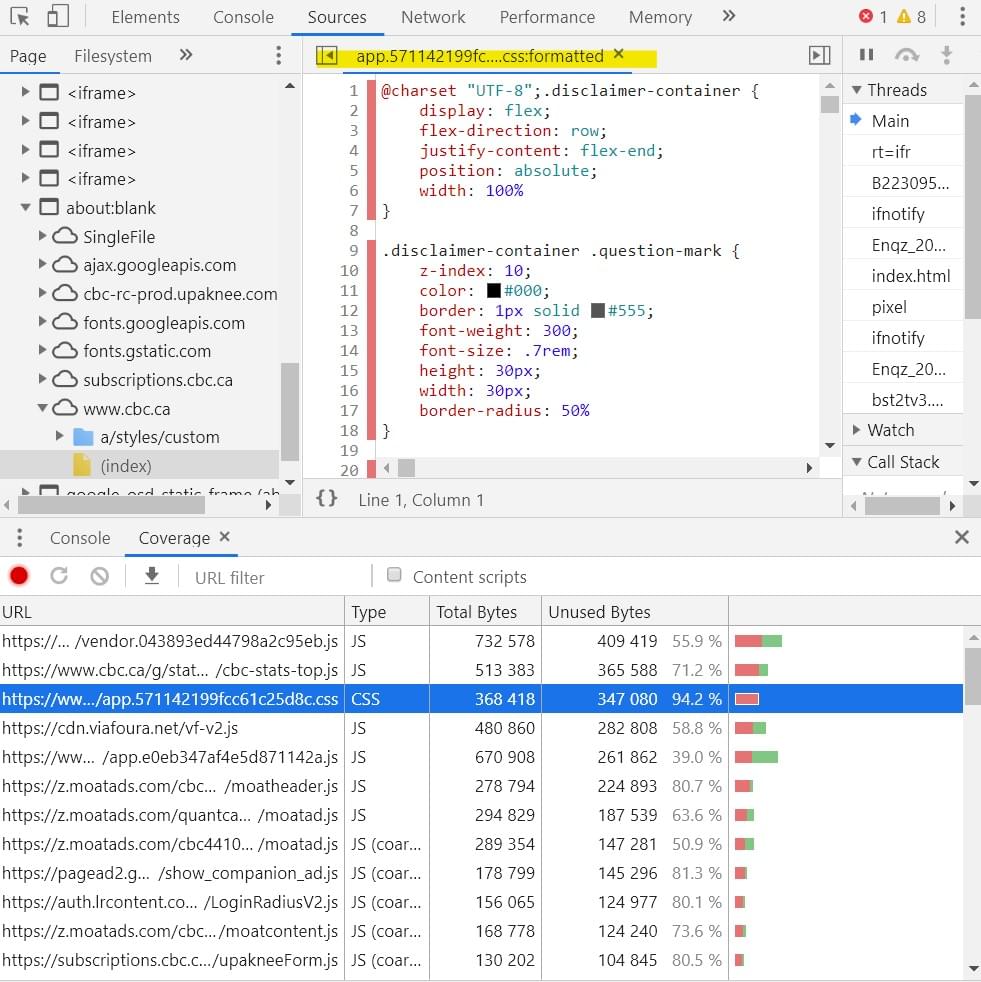 Elements Console Sources Network Performance Memory » 1 8
Page Filesystem » app.571142199fc....css:formatted ×
<iframe>
<iframe>
<iframe>
<iframe>
about:blank
SingleFile
ajax.googleapis.com
cbc-rc-prod.upaknee.com
fonts.googleapis.com
fonts.gstatic.com
subscriptions.cbc.ca
www.cbc.ca
a/styles/custom
(index)
google_osd_static_frame (ab
1 @charset "UTF-8";.disclaimer-container {
2 display: flex;
3 flex-direction: row;
4 justify-content: flex-end;
5 position: absolute;
6 width: 100%
7 }
8
9 .disclaimer-container .question-mark {
10 z-index: 10;
11 color: #000;
12 border: 1px solid #555;
13 font-weight: 300;
14 font-size: .7rem;
15 height: 30px;
16 width: 30px;
17 border-radius: 50%
18 }
19
20
{} Line 1, Column 1
Threads
Main
rt=ifr
B223095...
ifnotify
Enqz_20...
index.html
pixel
ifnotify
Enqz_20...
bst2tv3....
Watch
Call Stack
Console Coverage ×
URL filter Content scripts
URL Type Total Bytes Unused Bytes
https://... /vendor.043893ed44798a2c95eb.js JS 732 578 409 419 55.9 %
https://www.cbc.ca/g/stat... /cbc-stats-top.js JS 513 383 365 588 71.2 %
https://ww.../app.571142199fcc61c25d8c.css CSS 368 418 347 080 94.2 %
https://cdn.viafoura.net/vf-v2.js JS 480 860 282 808 58.8 %
https://ww... /app.e0eb347af4e5d871142a.js JS 670 908 261 862 39.0 %
https://z.moatads.com/cbc... /moatheader.js JS 278 794 224 893 80.7 %
https://z.moatads.com/quantca... /moatad.js JS 294 829 187 539 63.6 %
https://z.moatads.com/cbc4410... /moatad.js JS (coar... 289 354 147 281 50.9 %
https://pagead2.g... /show_companion_ad.js JS (coar... 178 799 145 296 81.3 %
https://auth.lrcontent.co... /LoginRadiusV2.js JS (coar... 156 065 124 977 80.1 %
https://z.moatads.com/cbc.../moatcontent.js JS (coar... 168 778 124 240 73.6 %
https://subscriptions.cbc.c.../upakneeForm.js JS (coar... 130 202 104 845 80.5 %